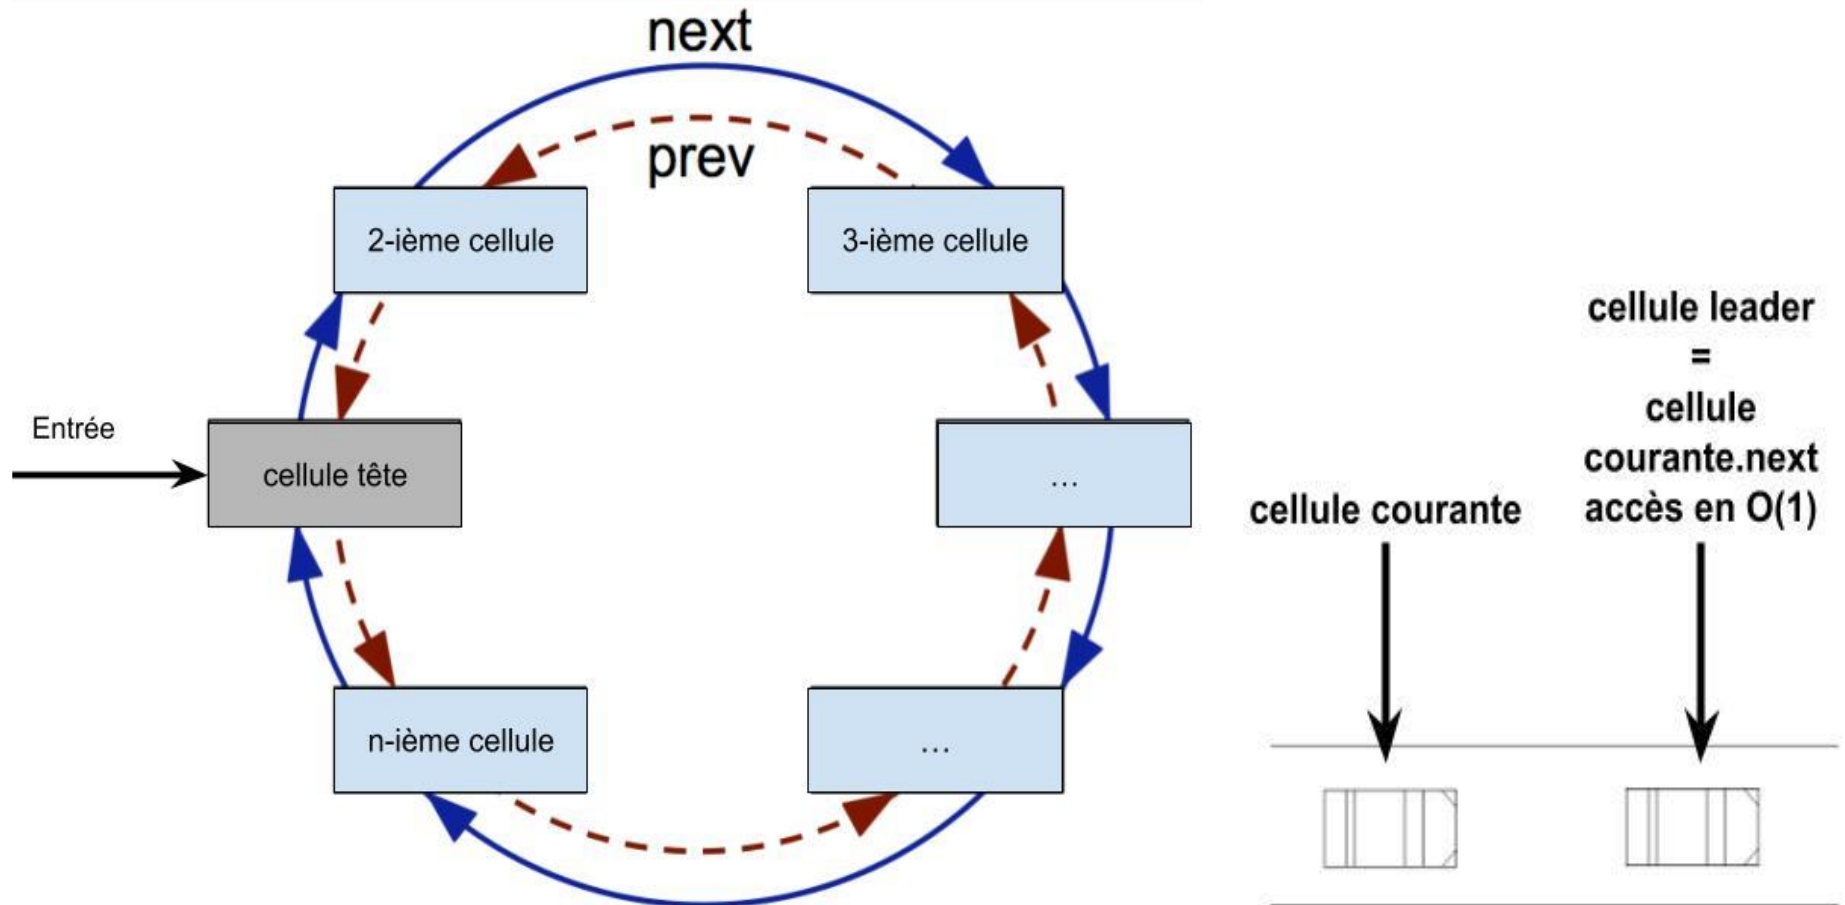 next
prev
2-ième cellule
3-ième cellule
Entrée
cellule tête
...
n-ième cellule
...
cellule courante
cellule leader
=
cellule
courante.next
accès en O(1)